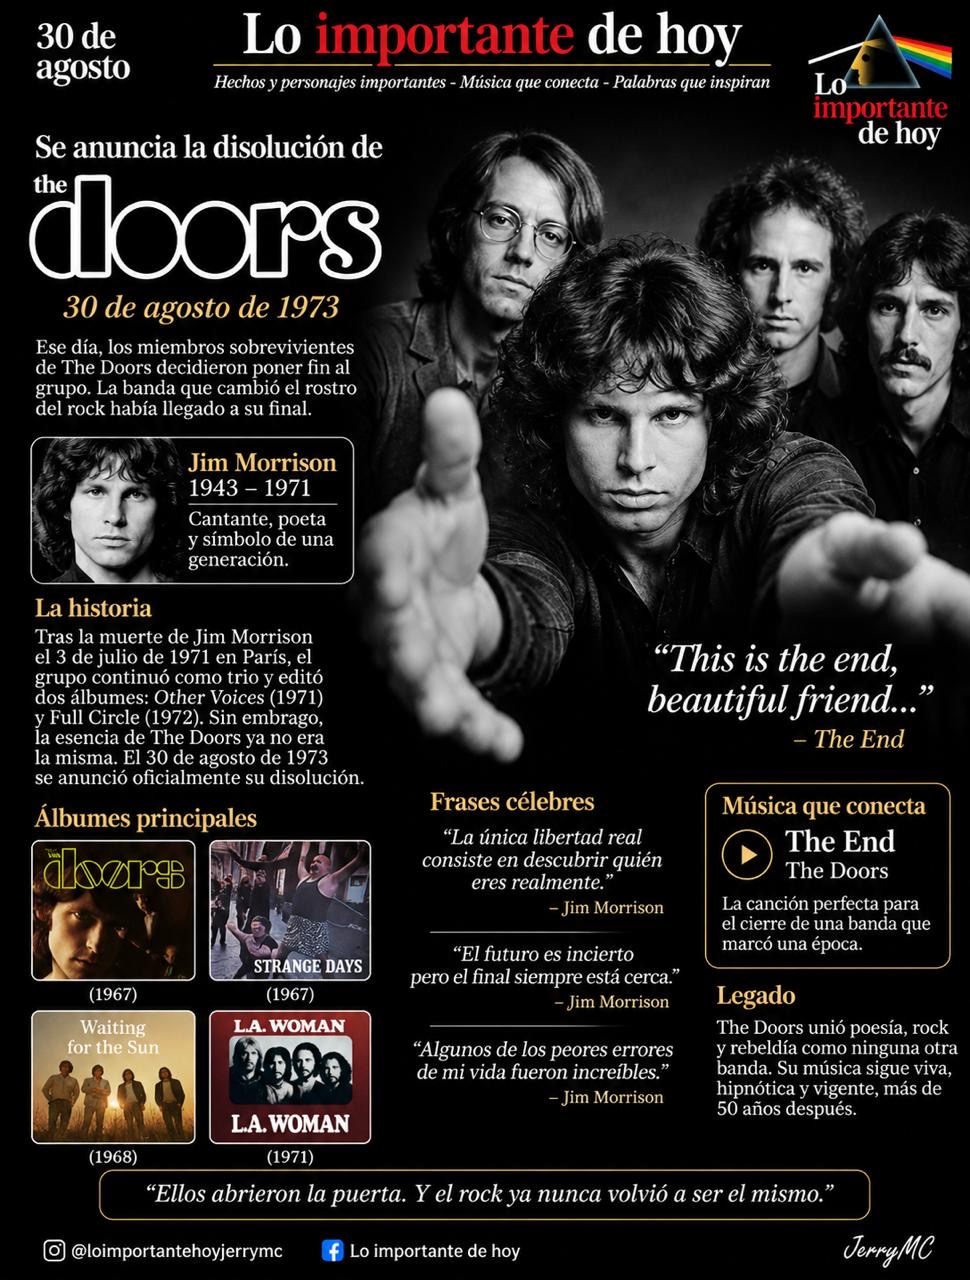 30 de
agosto
Lo importante de hoy
Hechos y personajes importantes - Música que conecta - Palabras que inspiran
Lo
importante
de hoy
Se anuncia la disolución de
the
doors
30 de agosto de 1973
Ese día, los miembros sobrevivientes
de The Doors decidieron poner fin al
grupo. La banda que cambió el rostro
del rock había llegado a su final.
Jim Morrison
1943 – 1971
Cantante, poeta
y símbolo de una
generación.
La historia
Tras la muerte de Jim Morrison
el 3 de julio de 1971 en París, el
grupo continuó como trio y editó
dos álbumes: Other Voices (1971)
y Full Circle (1972). Sin embrago,
la esencia de The Doors ya no era
la misma. El 30 de agosto de 1973
se anunció oficialmente su disolución.
“This is the end,
beautiful friend...”
– The End
Álbumes principales
the
doors
(1967)
STRANGE DAYS
(1967)
Waiting
for the Sun
(1968)
L.A. WOMAN
L.A. WOMAN
(1971)
Frases célebres
“La única libertad real
consiste en descubrir quién
eres realmente.”
– Jim Morrison
“El futuro es incierto
pero el final siempre está cerca.”
– Jim Morrison
“Algunos de los peores errores
de mi vida fueron increíbles.”
– Jim Morrison
Música que conecta
The End
The Doors
La canción perfecta para
el cierre de una banda que
marcó una época.
Legado
The Doors unió poesía, rock
y rebeldía como ninguna otra
banda. Su música sigue viva,
hipnótica y vigente, más de
50 años después.
“Ellos abrieron la puerta. Y el rock ya nunca volvió a ser el mismo.”
@loimportantehoyjerrymc
Lo importante de hoy
JerryMC